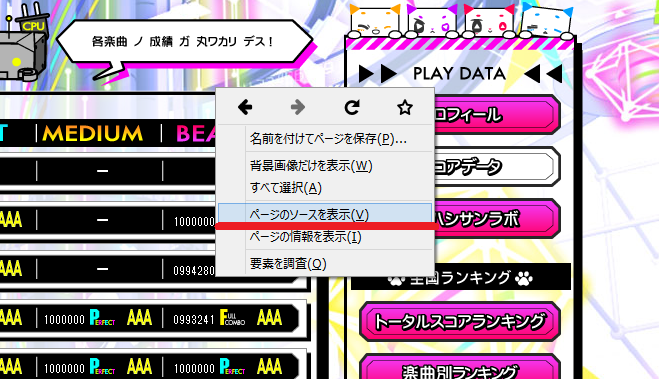 CPU
各楽曲 ノ 成績 ガ 丸ワカリ デス！
PLAY DATA
MEDIUM
BEA
名前を付けてページを保存(P)...
背景画像だけを表示(W)
すべて選択(A)
ページのソースを表示(V)
ページの情報を表示(I)
要素を調査(Q)
ロフィール
コアデータ
ハシサンラボ
全国ランキング
トータルスコアランキング
楽曲別ランキング
—
—
AAA
—
1000000
AAA
—
0994280
AAA
1000000 PERFECT AAA
0993241 FULL COMBO AAA
AAA
1000000 PERFECT AAA
1000000 PERFECT AAA